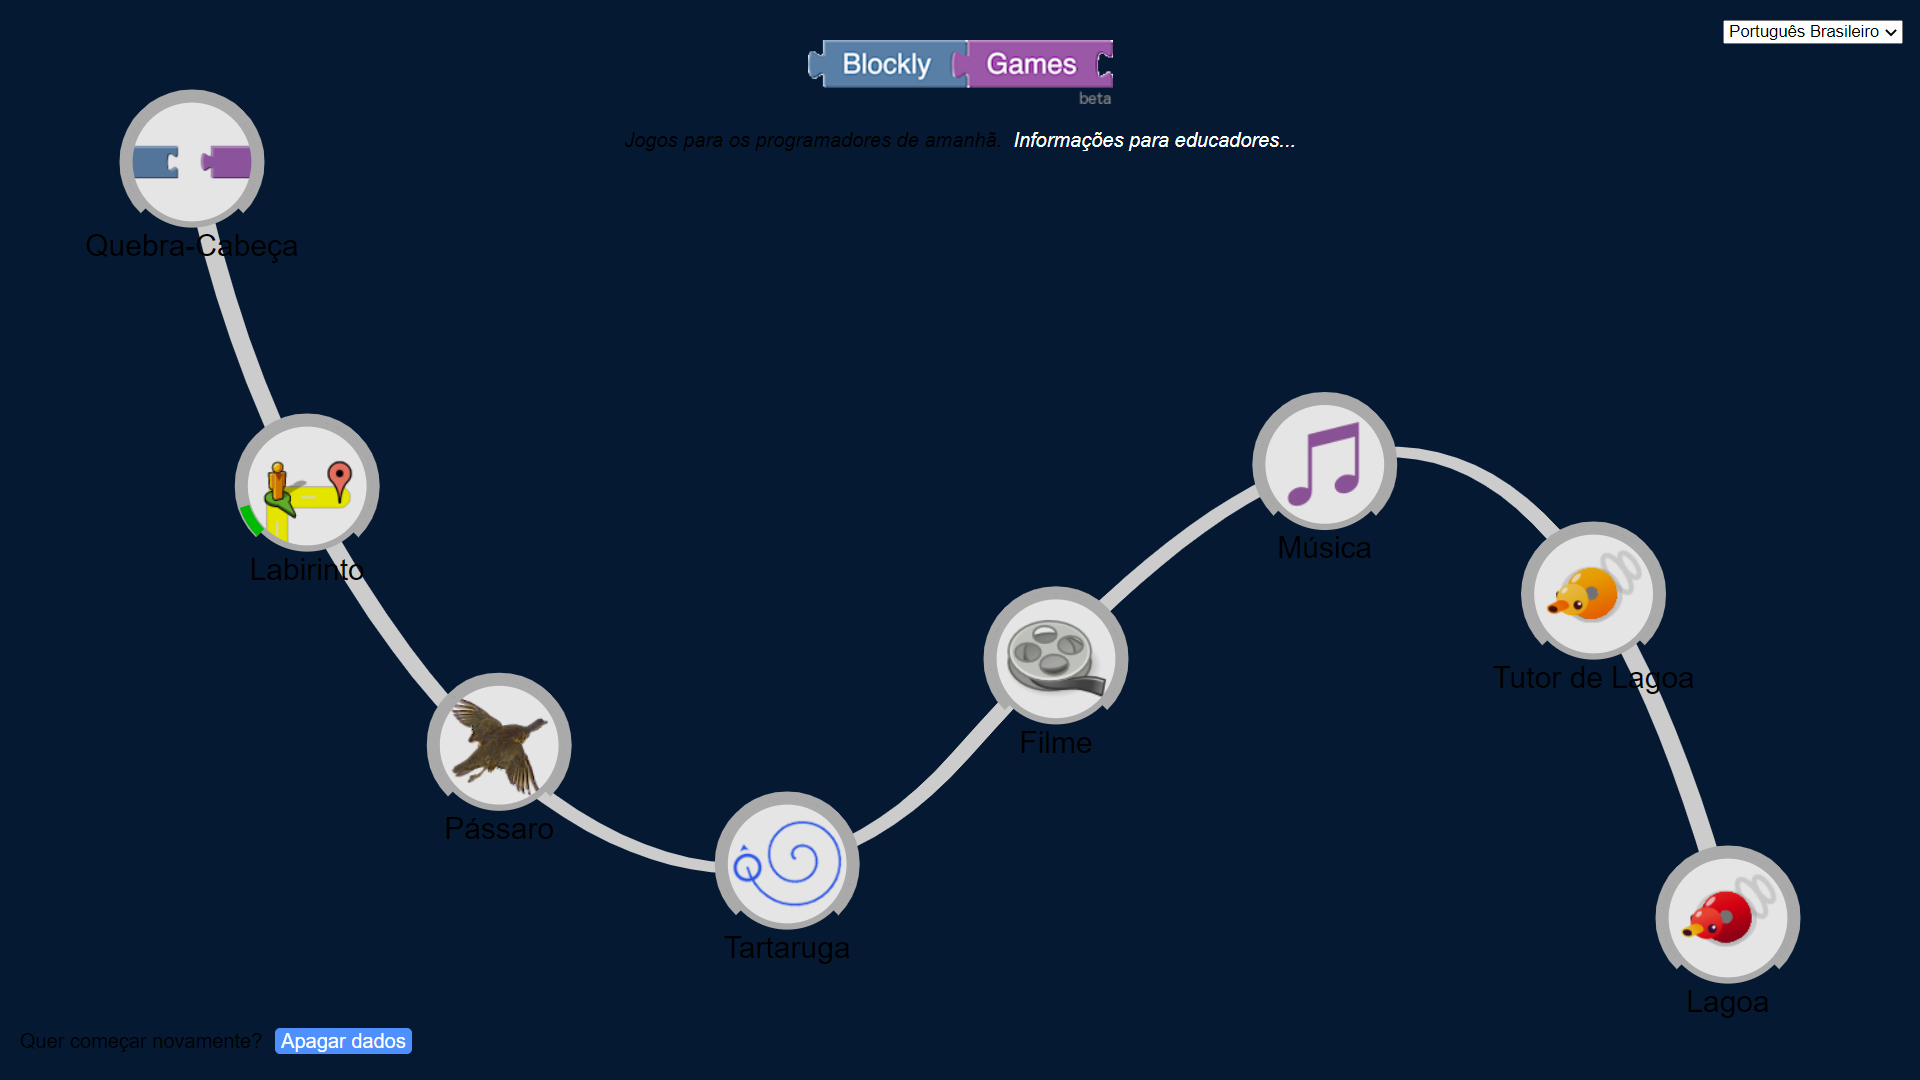 Português Brasileiro
Blockly Games
beta
Jogos para os programadores de amanhã. Informações para educadores...
Quebra-Cabeça
Labirinto
Pássaro
Tartaruga
Filme
Música
Tutor de Lagoa
Lagoa
Quer começar novamente? Apagar dados